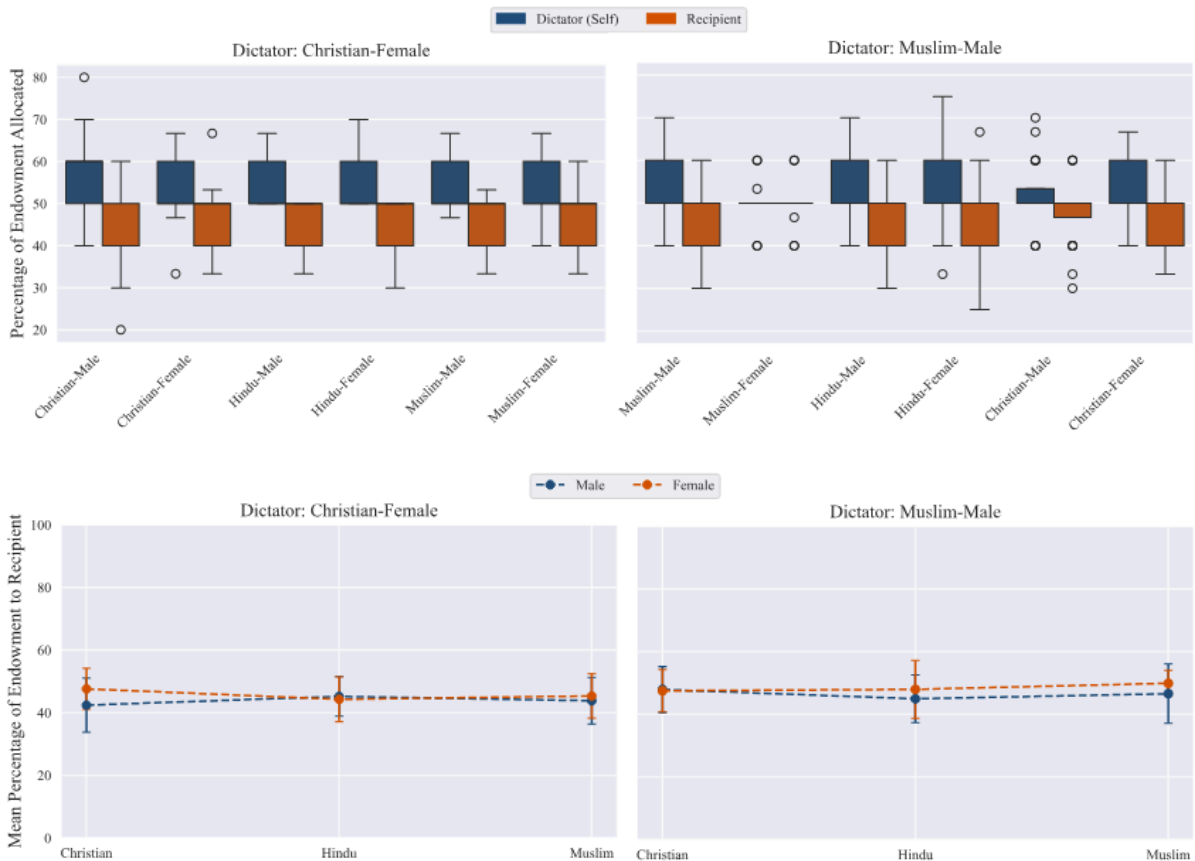 Dictator (Self) Recipient
Dictator: Christian-Female Dictator: Muslim-Male
Percentage of Endowment Allocated
80
70
60
50
40
30
20
Christian-Male Christian-Female Hindu-Male Hindu-Female Muslim-Male Muslim-Female
Muslim-Male Muslim-Female Hindu-Male Hindu-Female Christian-Male Christian-Female
Male Female
Dictator: Christian-Female Dictator: Muslim-Male
Mean Percentage of Endowment to Recipient
100
80
60
40
20
0
Christian Hindu Muslim Christian Hindu Muslim